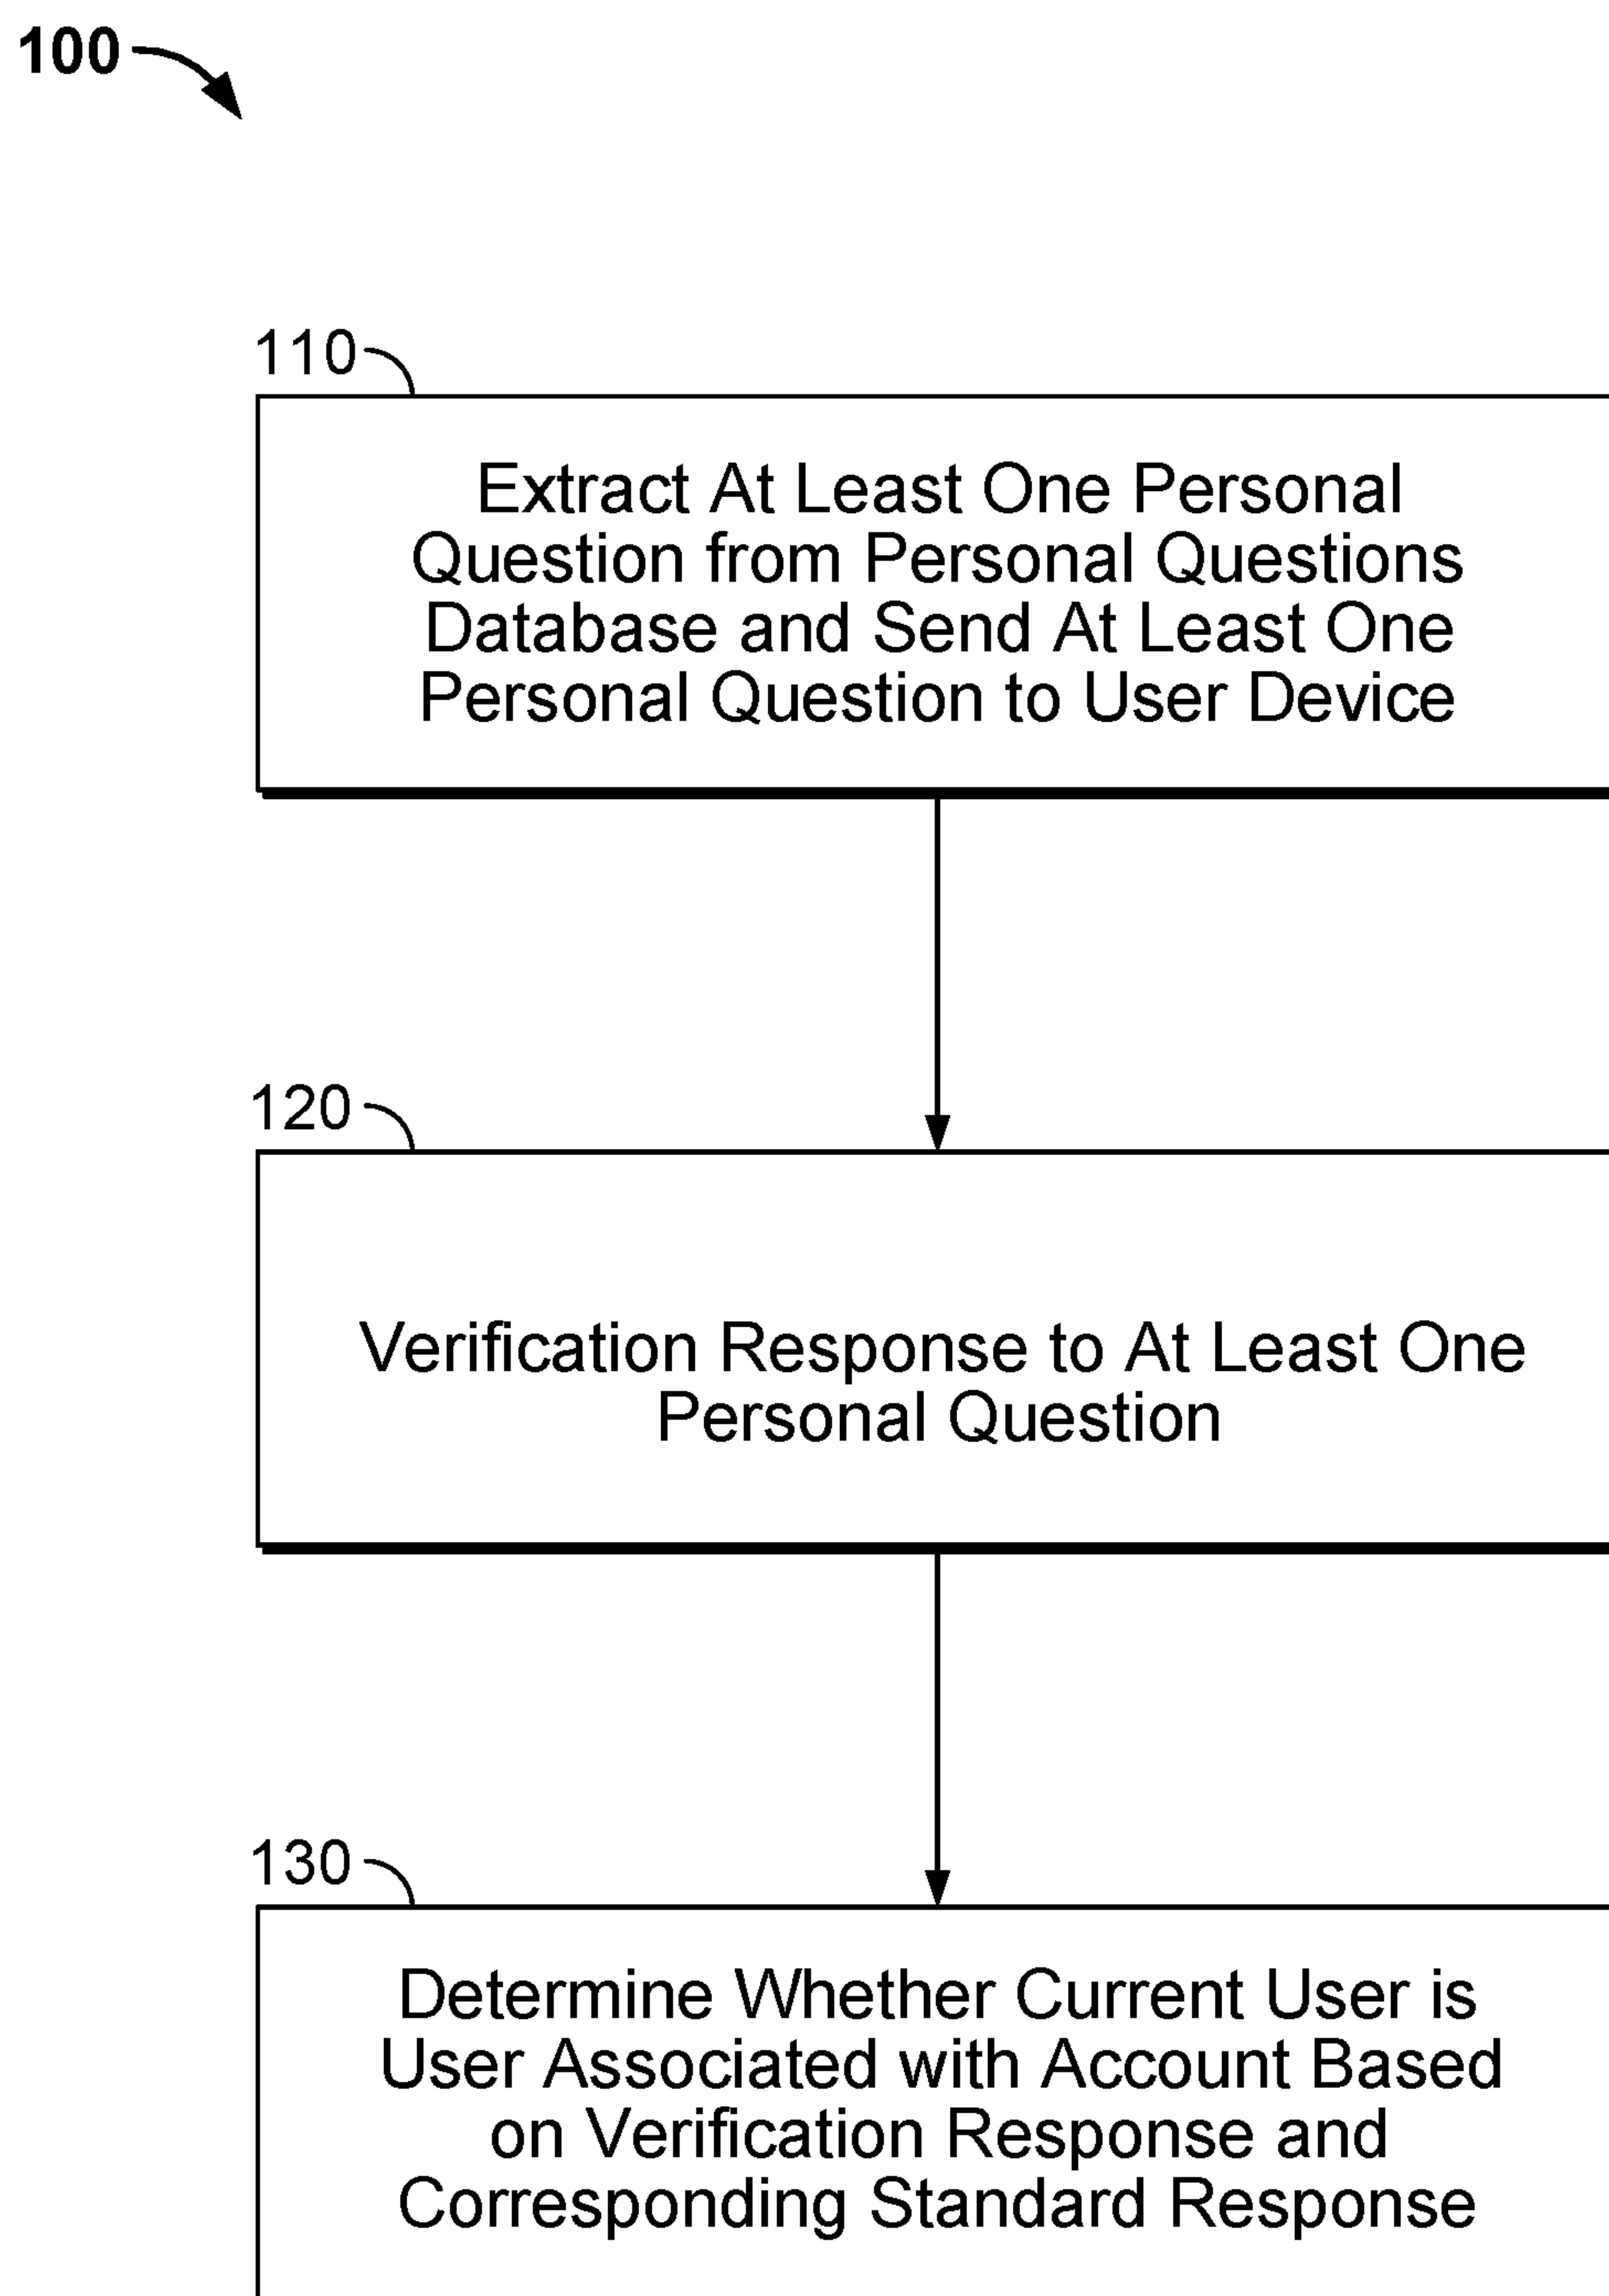 100
110
Extract At Least One Personal
Question from Personal Questions
Database and Send At Least One
Personal Question to User Device
120
Verification Response to At Least One
Personal Question
130
Determine Whether Current User is
User Associated with Account Based
on Verification Response and
Corresponding Standard Response